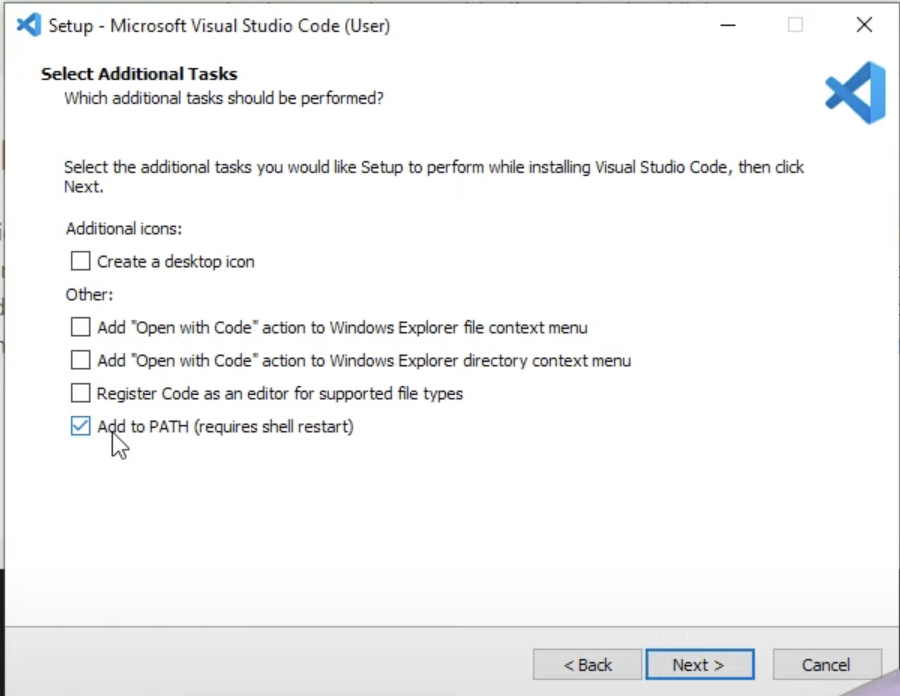 Setup - Microsoft Visual Studio Code (User)
Select Additional Tasks
Which additional tasks should be performed?
Select the additional tasks you would like Setup to perform while installing Visual Studio Code, then click
Next.
Additional icons:
Create a desktop icon
Other:
Add "Open with Code" action to Windows Explorer file context menu
Add "Open with Code" action to Windows Explorer directory context menu
Register Code as an editor for supported file types
Add to PATH (requires shell restart)
< Back
Next >
Cancel